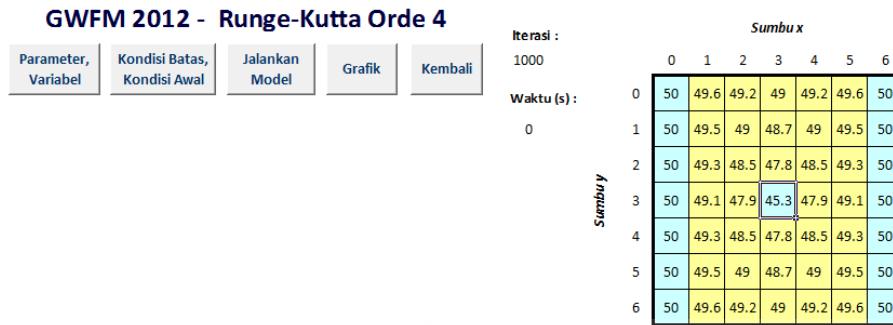 GWFM 2012 - Runge-Kutta Orde 4
Parameter, Variabel
Kondisi Batas, Kondisi Awal
Jalankan Model
Grafik
Kembali
Iterasi :
1000
Waktu (s) :
0
Sumbu x
0 1 2 3 4 5 6
Sumbu y
0 50 49.6 49.2 49 49.2 49.6 50
1 50 49.5 49 48.7 49 49.5 50
2 50 49.3 48.5 47.8 48.5 49.3 50
3 50 49.1 47.9 45.3 47.9 49.1 50
4 50 49.3 48.5 47.8 48.5 49.3 50
5 50 49.5 49 48.7 49 49.5 50
6 50 49.6 49.2 49 49.2 49.6 50